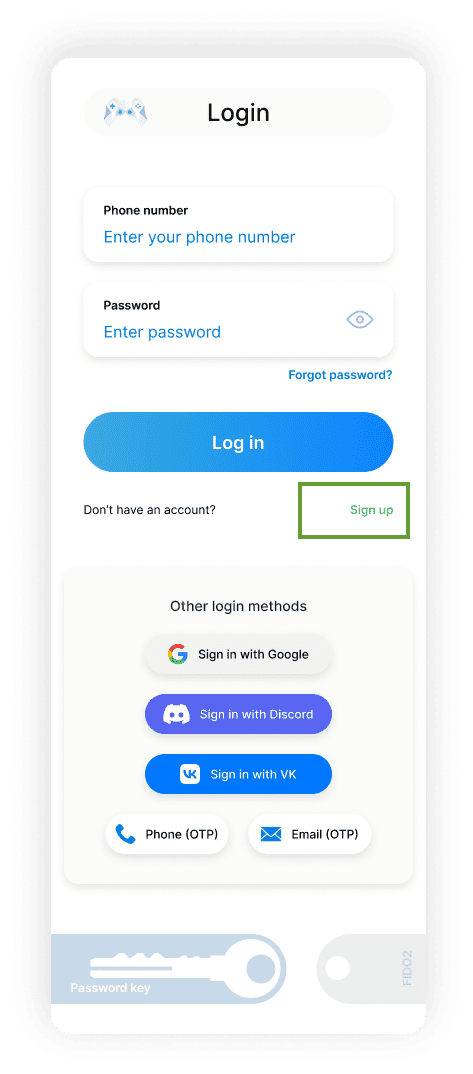 Login
Phone number
Enter your phone number
Password
Enter password
Forgot password?
Log in
Don't have an account?
Sign up
Other login methods
Sign in with Google
Sign in with Discord
Sign in with VK
Phone (OTP)
Email (OTP)
Password key
FIDO2